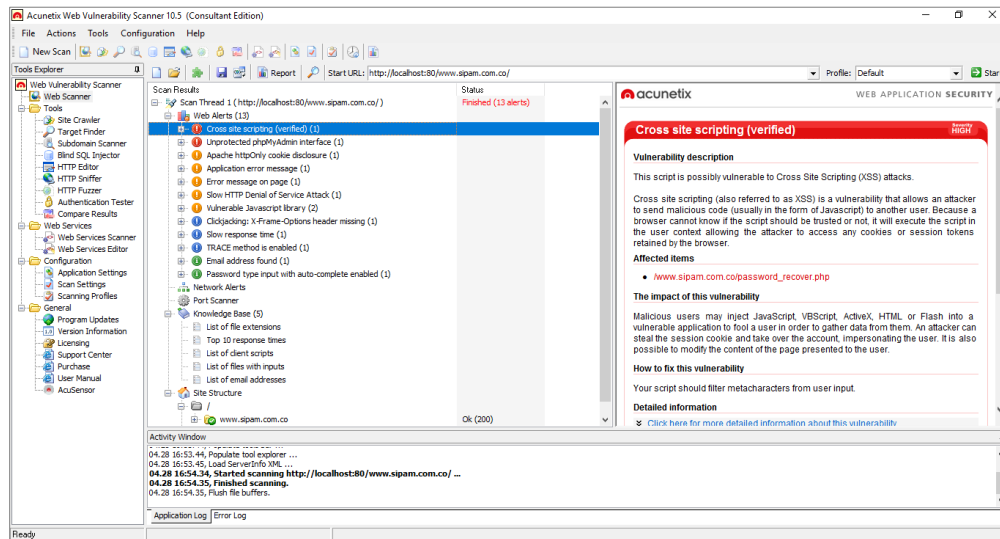 Acunetix Web Vulnerability Scanner 10.5 (Consultant Edition)
File Actions Tools Configuration Help
New Scan
Tools Explorer
Report
Start URL: http://localhost:80/www.sipam.com.co/
Profile: Default
Star
Web Vulnerability Scanner
Web Scanner
Tools
Site Crawler
Target Finder
Subdomain Scanner
Blind SQL Injector
HTTP Editor
HTTP Sniffer
HTTP Fuzzer
Authentication Tester
Compare Results
Web Services
Web Services Scanner
Web Services Editor
Configuration
Application Settings
Scan Settings
Scanning Profiles
General
Program Updates
Version Information
Licensing
Support Center
Purchase
User Manual
AcuSensor
Scan Results Status
Scan Thread 1 ( http://localhost:80/www.sipam.com.co/ ) Finished (13 alerts)
Web Alerts (13)
Cross site scripting (verified) (1)
Unprotected phpMyAdmin interface (1)
Apache httpOnly cookie disclosure (1)
Application error message (1)
Error message on page (1)
Slow HTTP Denial of Service Attack (1)
Vulnerable Javascript library (2)
Clickjacking: X-Frame-Options header missing (1)
Slow response time (1)
TRACE method is enabled (1)
Email address found (1)
Password type input with auto-complete enabled (1)
Network Alerts
Port Scanner
Knowledge Base (5)
List of file extensions
Top 10 response times
List of client scripts
List of files with inputs
List of email addresses
Site Structure
/
www.sipam.com.co Ok (200)
acunetix WEB APPLICATION SECURITY
Cross site scripting (verified)
Severity
HIGH
Vulnerability description
This script is possibly vulnerable to Cross Site Scripting (XSS) attacks.
Cross site scripting (also referred to as XSS) is a vulnerability that allows an attacker
to send malicious code (usually in the form of Javascript) to another user. Because a
browser cannot know if the script should be trusted or not, it will execute the script in
the user context allowing the attacker to access any cookies or session tokens
retained by the browser.
Affected items
/www.sipam.com.co/password_recover.php
The impact of this vulnerability
Malicious users may inject JavaScript, VBScript, ActiveX, HTML or Flash into a
vulnerable application to fool a user in order to gather data from them. An attacker can
steal the session cookie and take over the account, impersonating the user. It is also
possible to modify the content of the page presented to the user.
How to fix this vulnerability
Your script should filter metacharacters from user input.
Detailed information
Click here for more detailed information about this vulnerability
Activity Window
04.28 16:53.44, Populate tool explorer ...
04.28 16:53.45, Load ServerInfo XML ...
04.28 16:54.34, Started scanning http://localhost:80/www.sipam.com.co/ ...
04.28 16:54.35, Finished scanning.
04.28 16:54.35, Flush file buffers.
Application Log Error Log
Ready